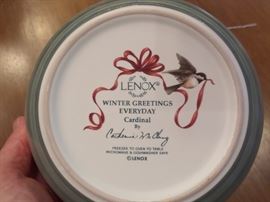 LENOX®
WINTER GREETINGS
EVERYDAY
Cardinal
By
Catherine McClung
FREEZER TO OVEN TO TABLE
MICROWAVE & DISHWASHER SAFE
© LENOX